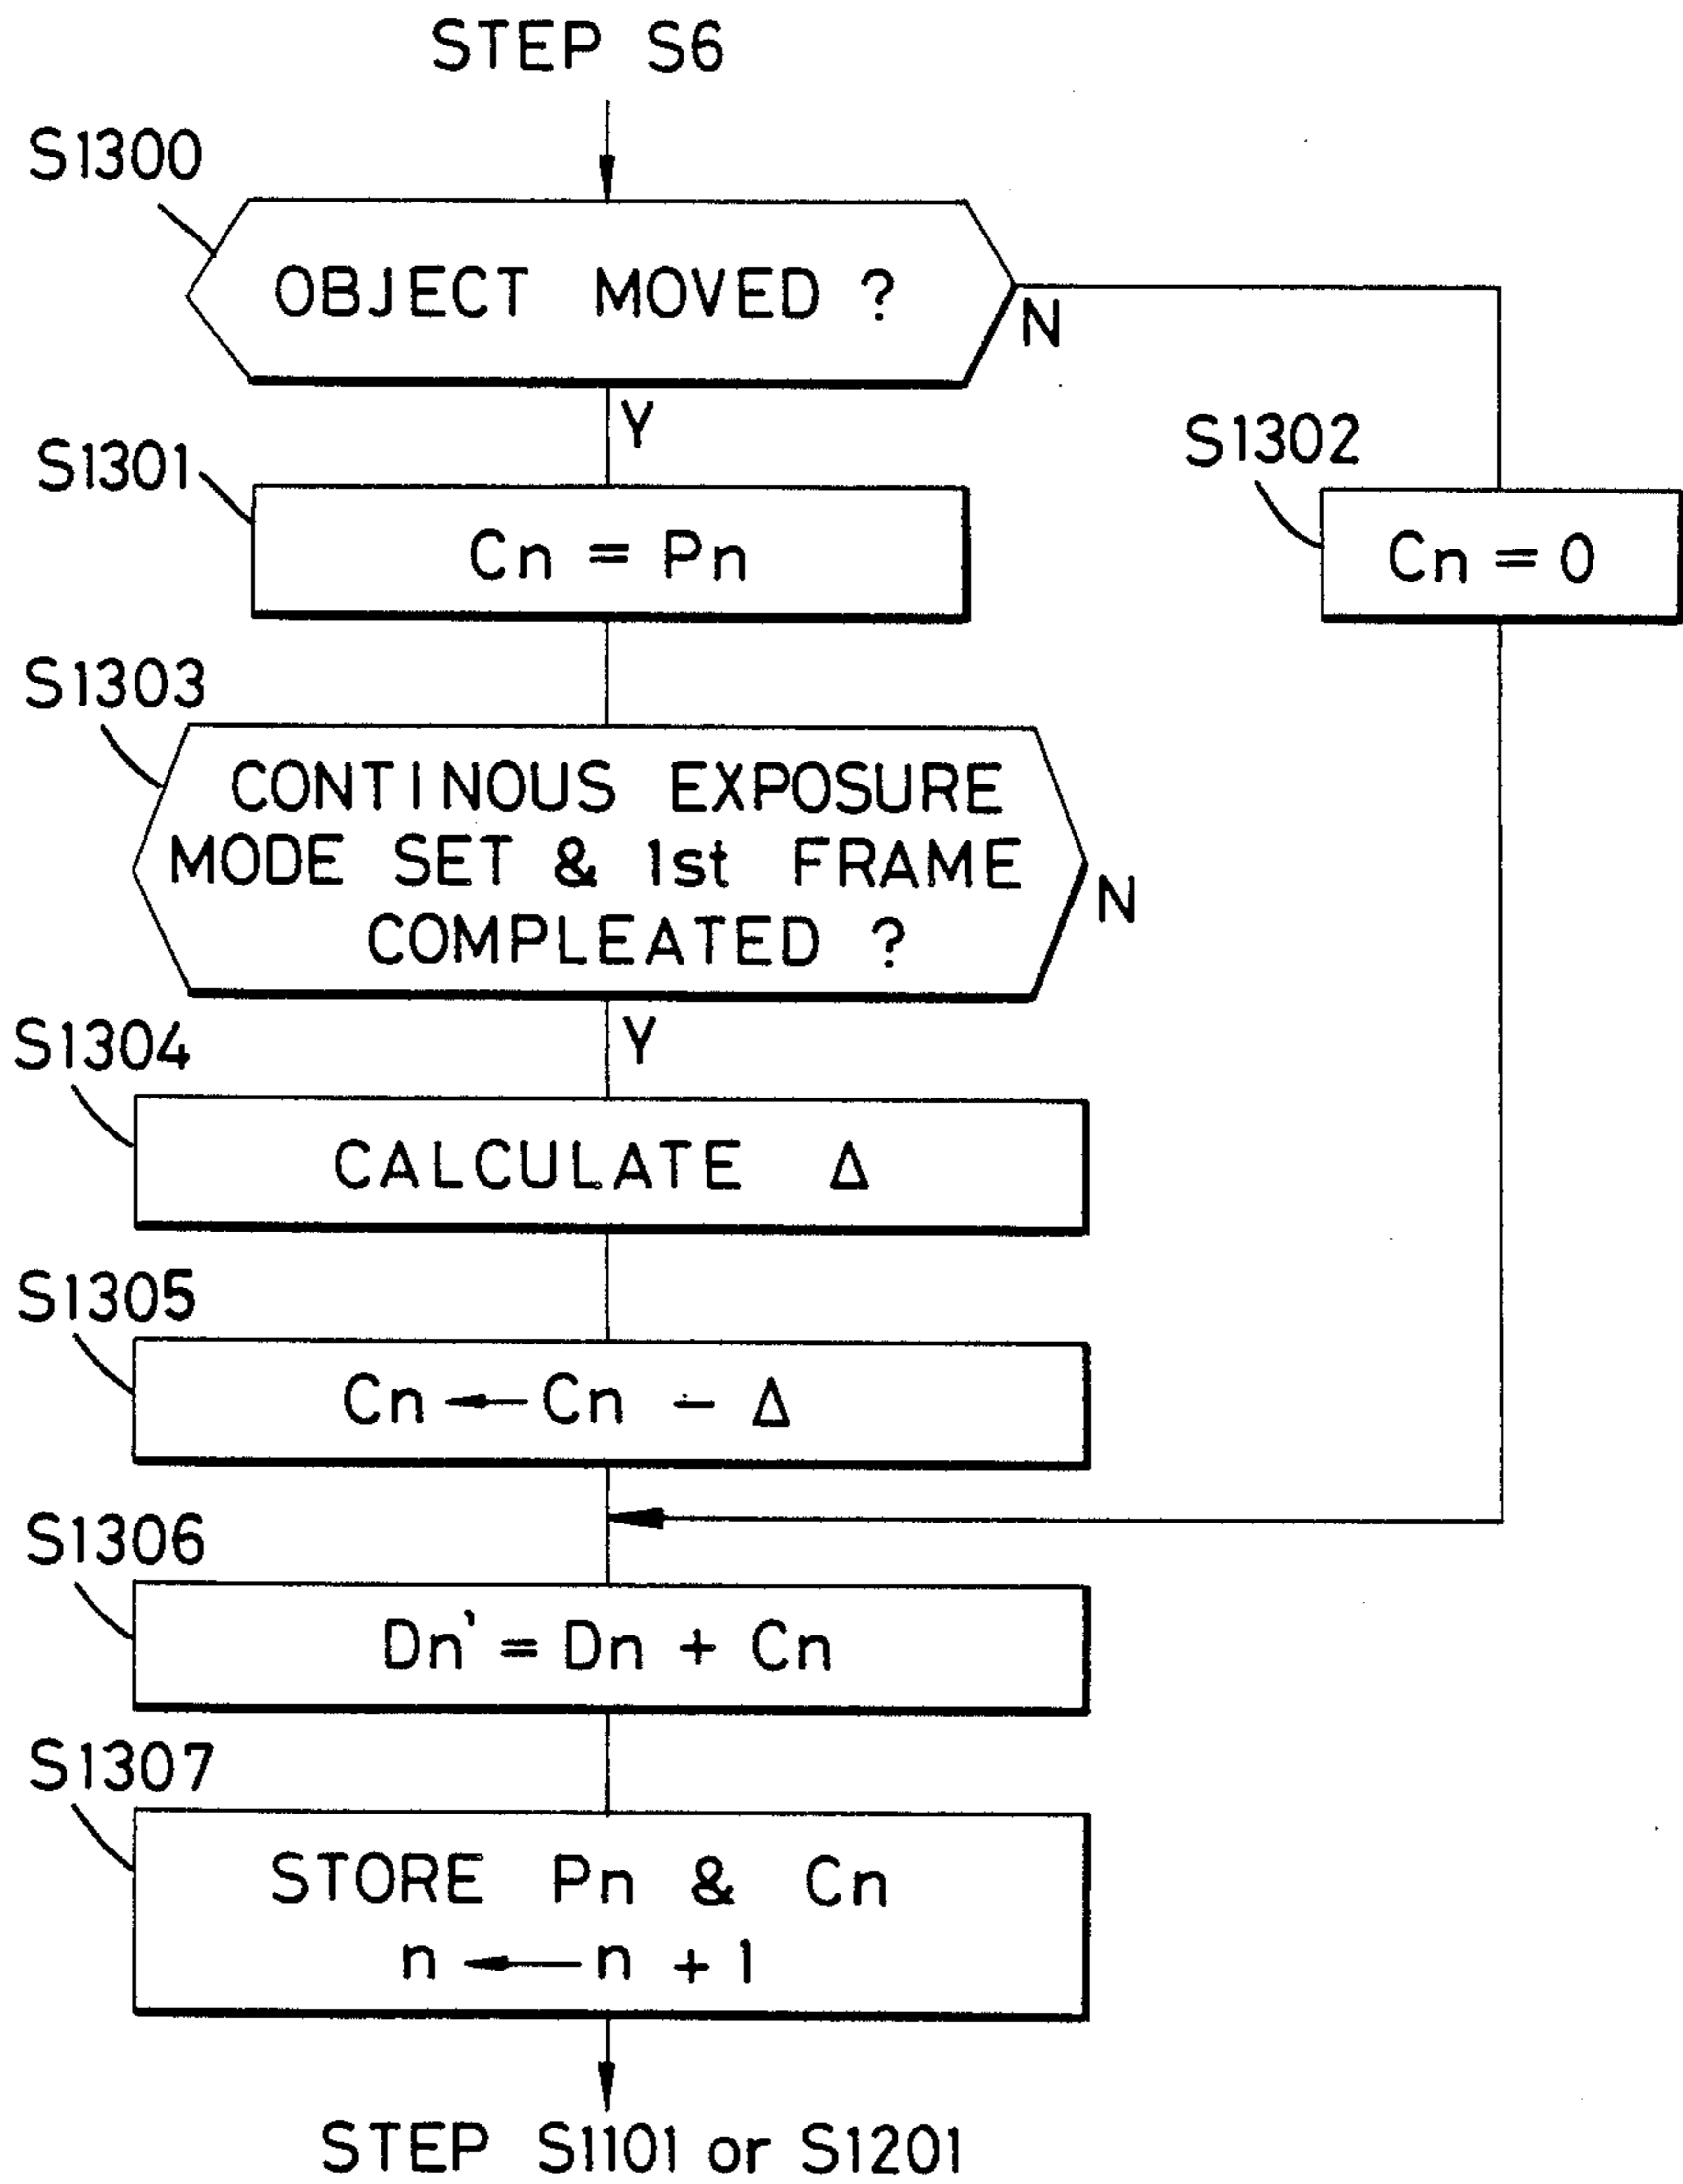 STEP S6
S1300
OBJECT MOVED ?
N
Y
S1301
Cn = Pn
S1302
Cn = 0
S1303
CONTINOUS EXPOSURE
MODE SET & 1st FRAME
COMPLEATED ?
N
Y
S1304
CALCULATE Δ
S1305
Cn ← Cn - Δ
S1306
Dn' = Dn + Cn
S1307
STORE Pn & Cn
n ← n + 1
STEP S1101 or S1201